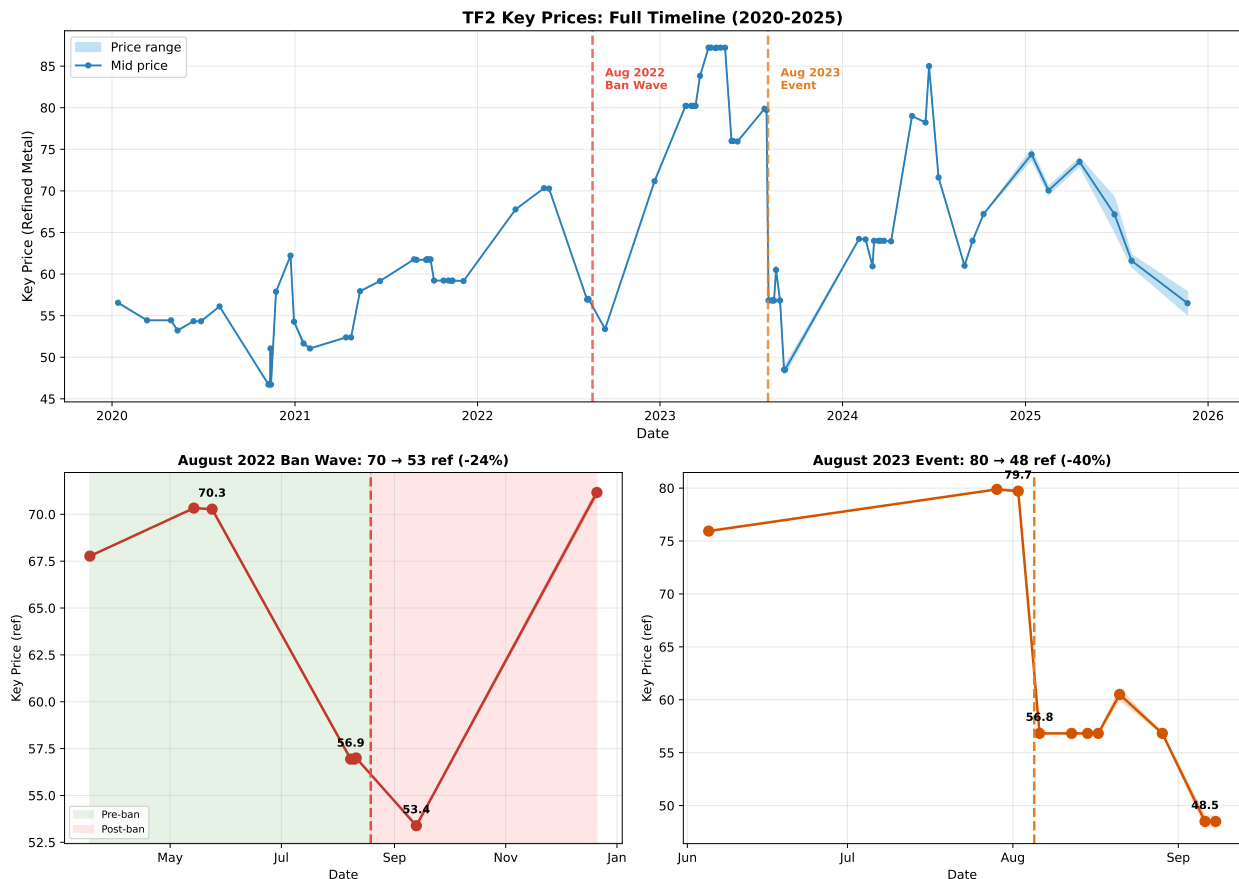 TF2 Key Prices: Full Timeline (2020-2025)
Price range
Mid price
Aug 2022
Ban Wave
Aug 2023
Event
Key Price (Refined Metal)
85
80
75
70
65
60
55
50
45
2020
2021
2022
2023
2024
2025
2026
Date
August 2022 Ban Wave: 70 → 53 ref (-24%)
70.3
56.9
53.4
Key Price (ref)
70.0
67.5
65.0
62.5
60.0
57.5
55.0
52.5
Pre-ban
Post-ban
May
Jul
Sep
Nov
Jan
Date
August 2023 Event: 80 → 48 ref (-40%)
79.7
56.8
48.5
Key Price (ref)
80
75
70
65
60
55
50
Jun
Jul
Aug
Sep
Date